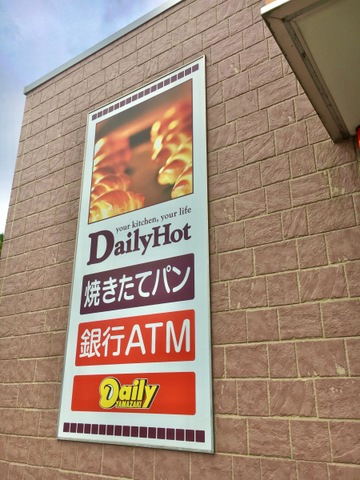 your kitchen, your life
DailyHot
焼きたてパン
銀行ATM
Daily
YAMAZAKI